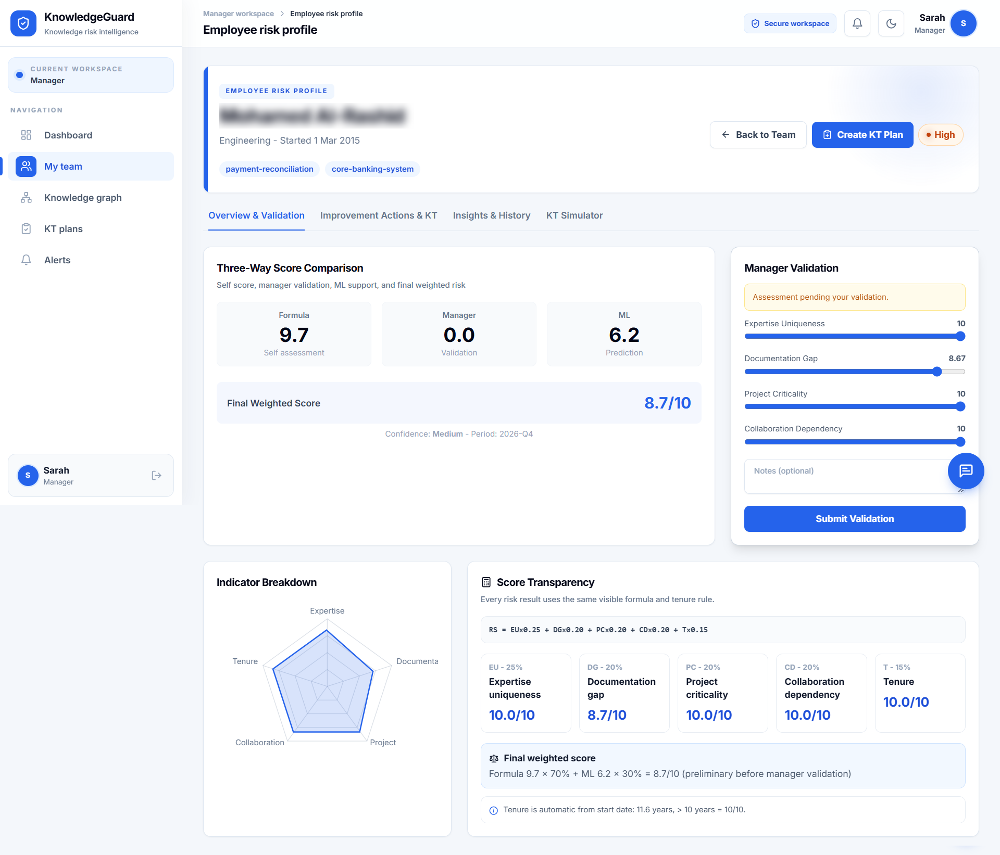 KnowledgeGuard
Knowledge risk intelligence
CURRENT WORKSPACE
Manager
NAVIGATION
Dashboard
My team
Knowledge graph
KT plans
Alerts
S
Sarah
Manager
Manager workspace > Employee risk profile
Employee risk profile
Secure workspace
Sarah
Manager
S
EMPLOYEE RISK PROFILE
Engineering - Started 1 Mar 2015
payment-reconciliation
core-banking-system
Back to Team
Create KT Plan
High
Overview & Validation
Improvement Actions & KT
Insights & History
KT Simulator
Three-Way Score Comparison
Self score, manager validation, ML support, and final weighted risk
Formula
9.7
Self assessment
Manager
0.0
Validation
ML
6.2
Prediction
Final Weighted Score
8.7/10
Confidence: Medium - Period: 2026-Q4
Manager Validation
Assessment pending your validation.
Expertise Uniqueness 10
Documentation Gap 8.67
Project Criticality 10
Collaboration Dependency 10
Notes (optional)
Submit Validation
Indicator Breakdown
Expertise
Tenure
Documenta
Collaboration
Project
Score Transparency
Every risk result uses the same visible formula and tenure rule.
RS = EUx0.25 + DGx0.20 + PCx0.20 + CDx0.20 + Tx0.15
EU - 25%
Expertise
uniqueness
10.0/10
DG - 20%
Documentation
gap
8.7/10
PC - 20%
Project
criticality
10.0/10
CD - 20%
Collaboration
dependency
10.0/10
T - 15%
Tenure
10.0/10
Final weighted score
Formula 9.7 × 70% + ML 6.2 × 30% = 8.7/10 (preliminary before manager validation)
Tenure is automatic from start date: 11.6 years, > 10 years = 10/10.